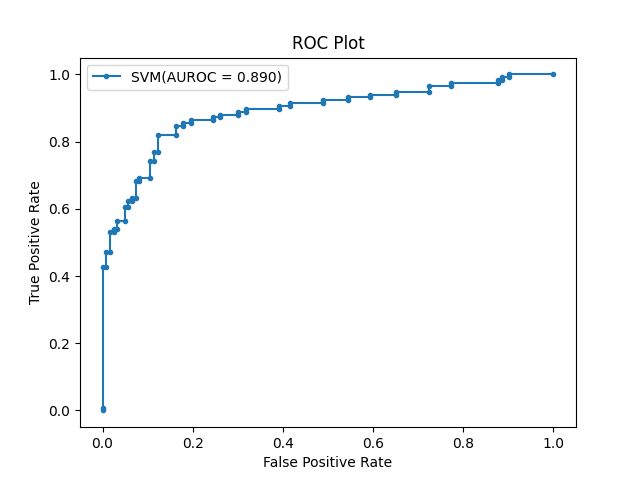 ROC Plot
SVM(AUROC = 0.890)
True Positive Rate
1.0
0.8
0.6
0.4
0.2
0.0
0.0 0.2 0.4 0.6 0.8 1.0
False Positive Rate